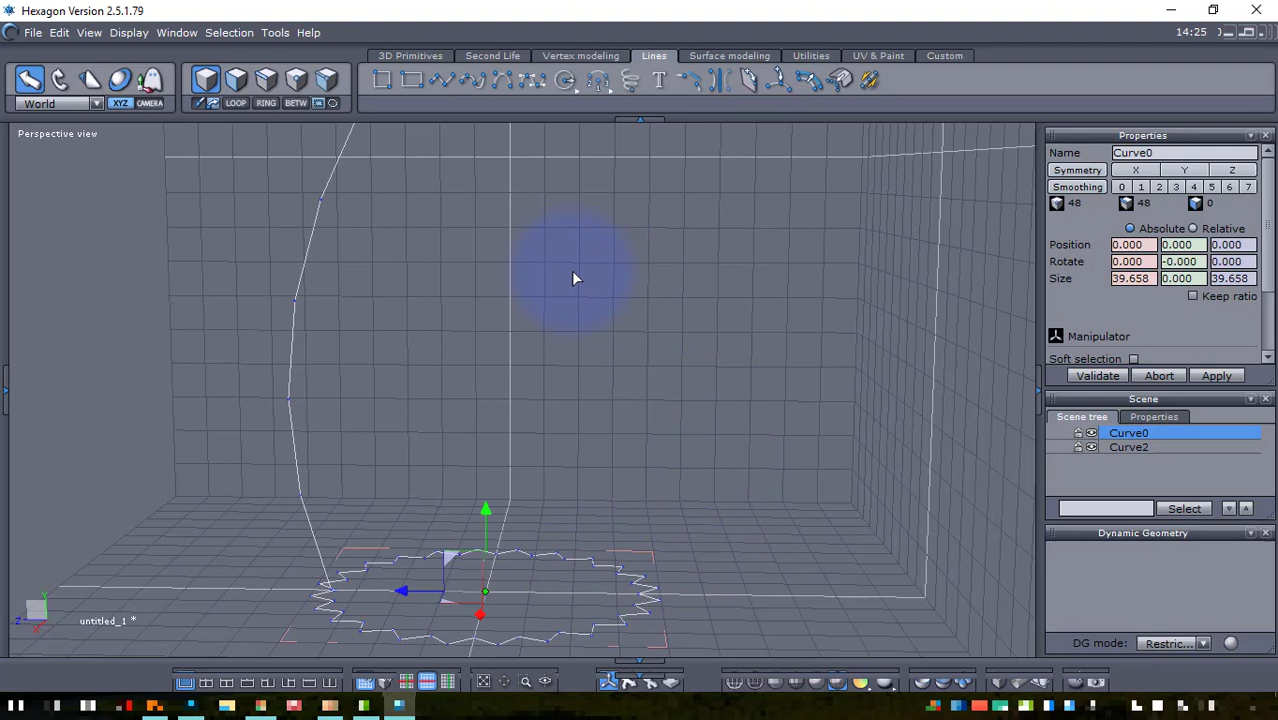 Hexagon Version 2.5.1.79
File Edit View Display Window Selection Tools Help
14:25
3D Primitives Second Life Vertex modeling Lines Surface modeling Utilities UV & Paint Custom
World XYZ CAMERA LOOP RING BETW
Perspective view
Properties
Name Curve0
Symmetry X Y Z
Smoothing 0 1 2 3 4 5 6 7
48 48 0
Absolute Relative
Position 0.000 0.000 0.000
Rotate 0.000 -0.000 0.000
Size 39.658 0.000 39.658
Keep ratio
Manipulator
Soft selection
Validate Abort Apply
Scene
Scene tree Properties
Curve0
Curve2
Select
Dynamic Geometry
DG mode: Restric...
Y
Z
X
untitled_1 *